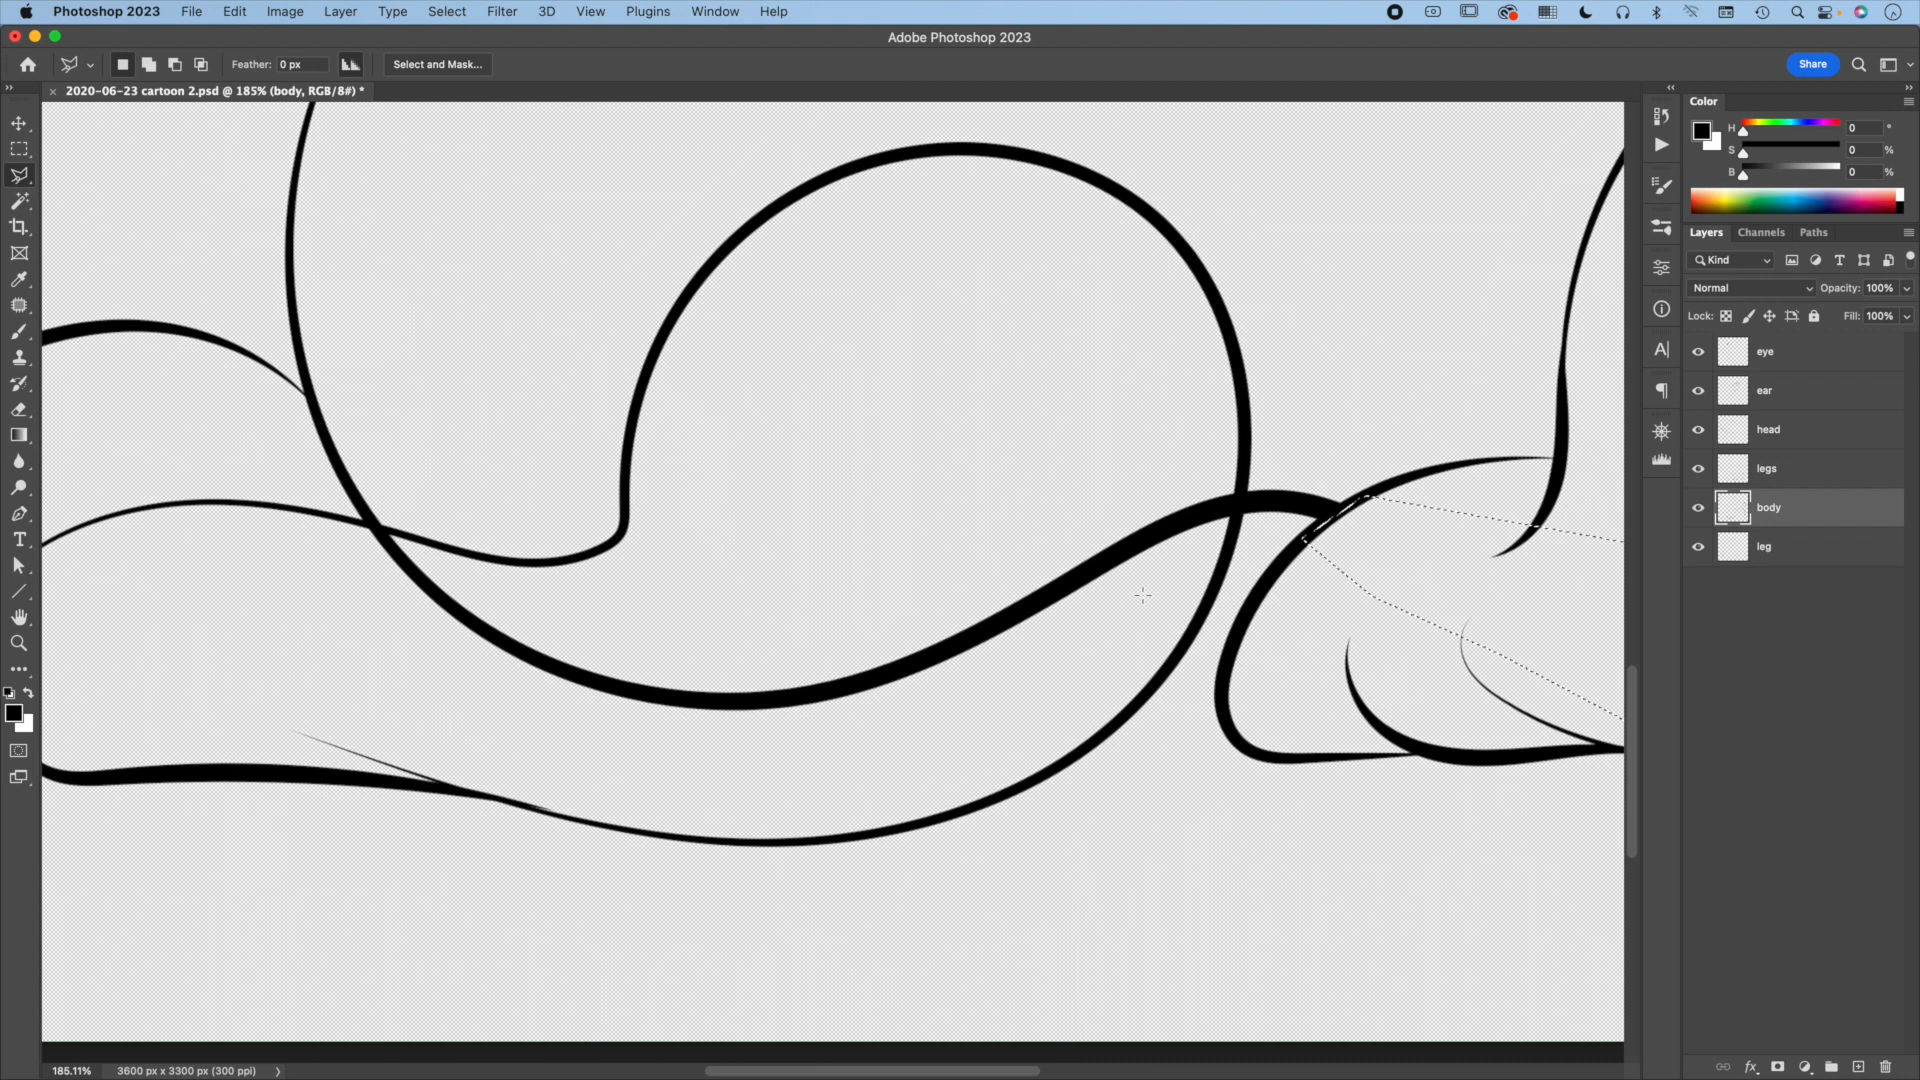 Photoshop 2023 File Edit Image Layer Type Select Filter 3D View Plugins Window Help
Adobe Photoshop 2023
Feather: 0 px Select and Mask... Share
2020-06-23 cartoon 2.psd @ 185% (body, RGB/8#) *
Color
H 0 °
S 0 %
B 0 %
Layers Channels Paths
Kind
Normal Opacity: 100%
Lock: Fill: 100%
eye
ear
head
legs
body
leg
185.11% 3600 px x 3300 px (300 ppi)